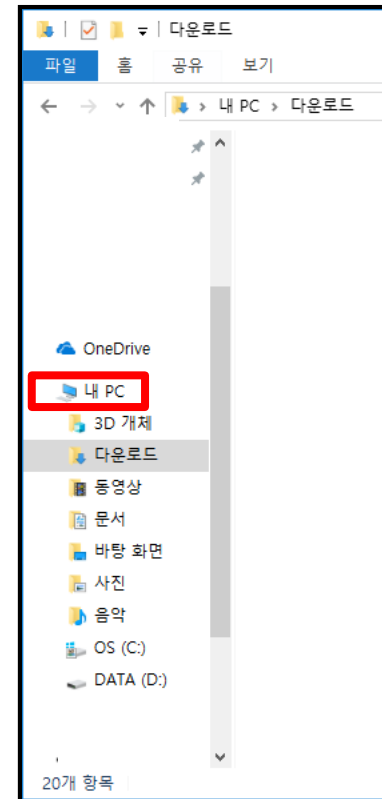 다운로드
파일 홈 공유 보기
내 PC > 다운로드
OneDrive
내 PC
3D 개체
다운로드
동영상
문서
바탕 화면
사진
음악
OS (C:)
DATA (D:)
20개 항목